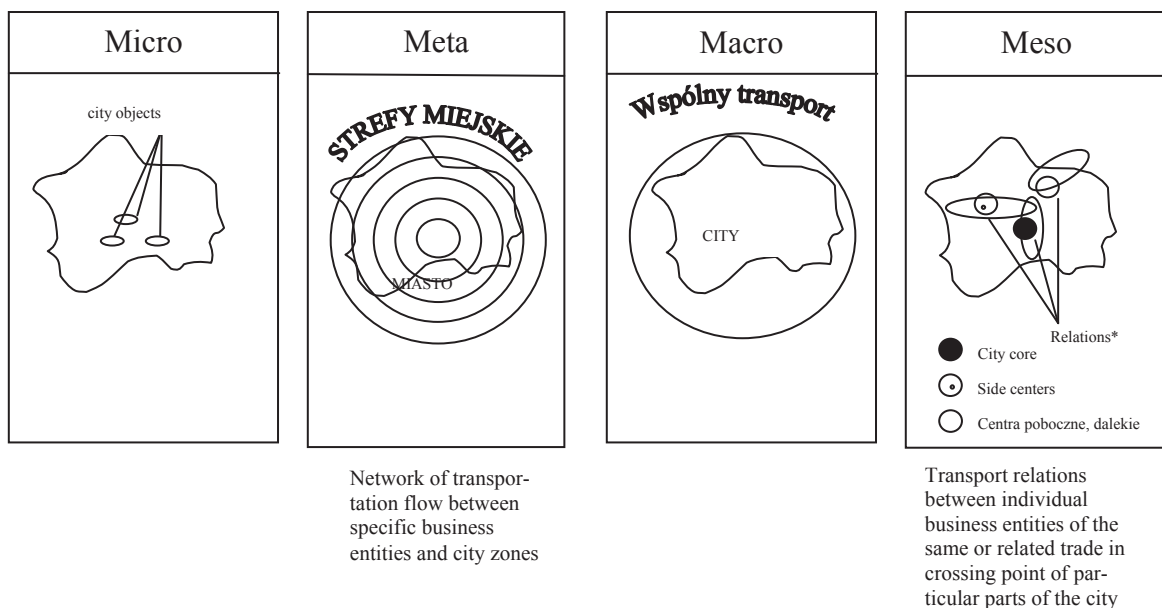 Micro
Meta
Macro
Meso
city objects
STREFY MIEJSKIE
MIASTO
Wspólny transport
CITY
Relations*
City core
Side centers
Centra poboczne, dalekie
Network of transpor-
tation flow between
specific business
entities and city zones
Transport relations
between individual
business entities of the
same or related trade in
crossing point of par-
ticular parts of the city